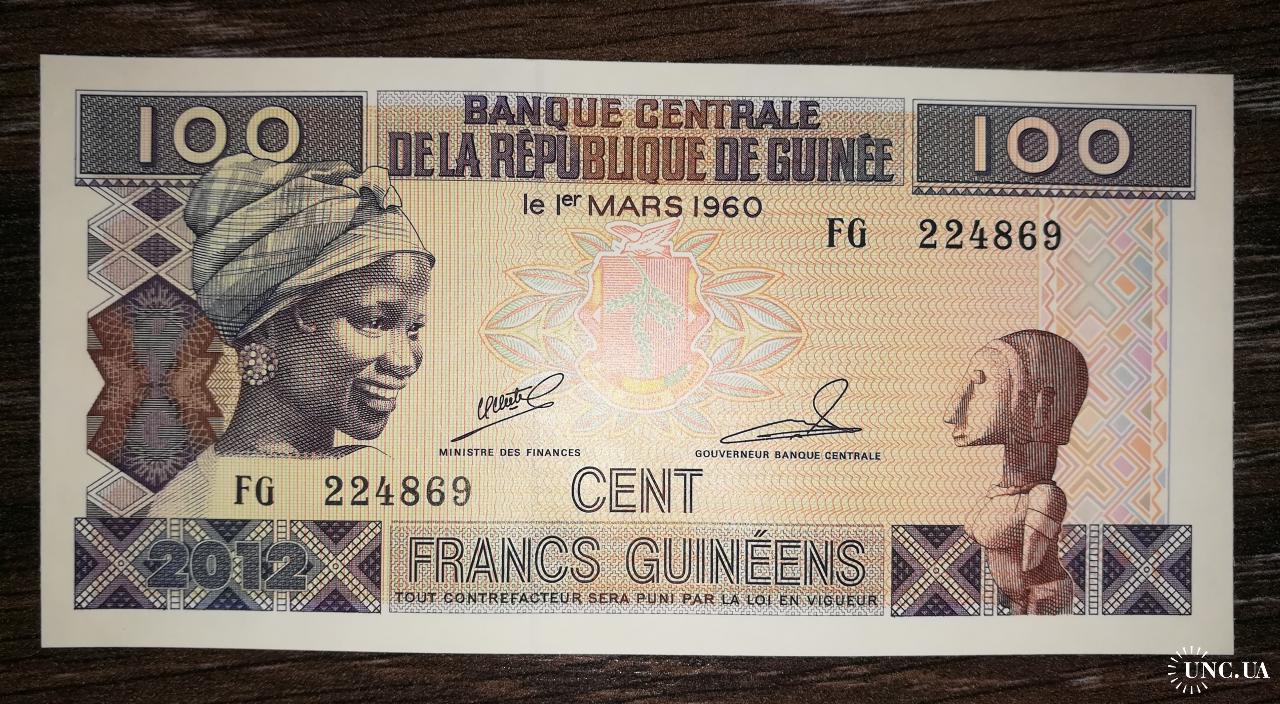 100
BANQUE CENTRALE
DE LA RÉPUBLIQUE DE GUINÉE
100
le 1er MARS 1960
FG 224869
MINISTRE DES FINANCES
GOUVERNEUR BANQUE CENTRALE
FG 224869
CENT
2012
FRANCS GUINÉENS
TOUT CONTREFACTEUR SERA PUNI PAR LA LOI EN VIGUEUR
UNC.UA